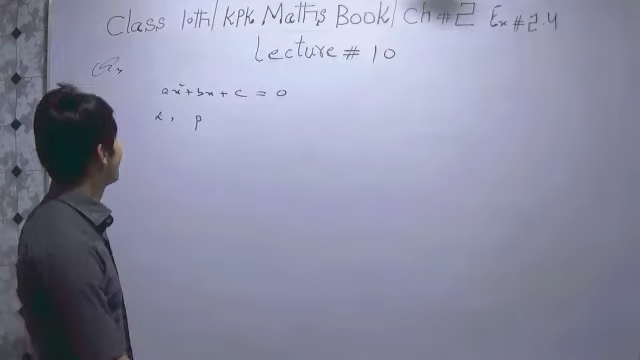 Class 10th/KPK Maths Book/Ch#2 Ex#2.4
Lecture # 10
ax²+bx+c=0
α, β